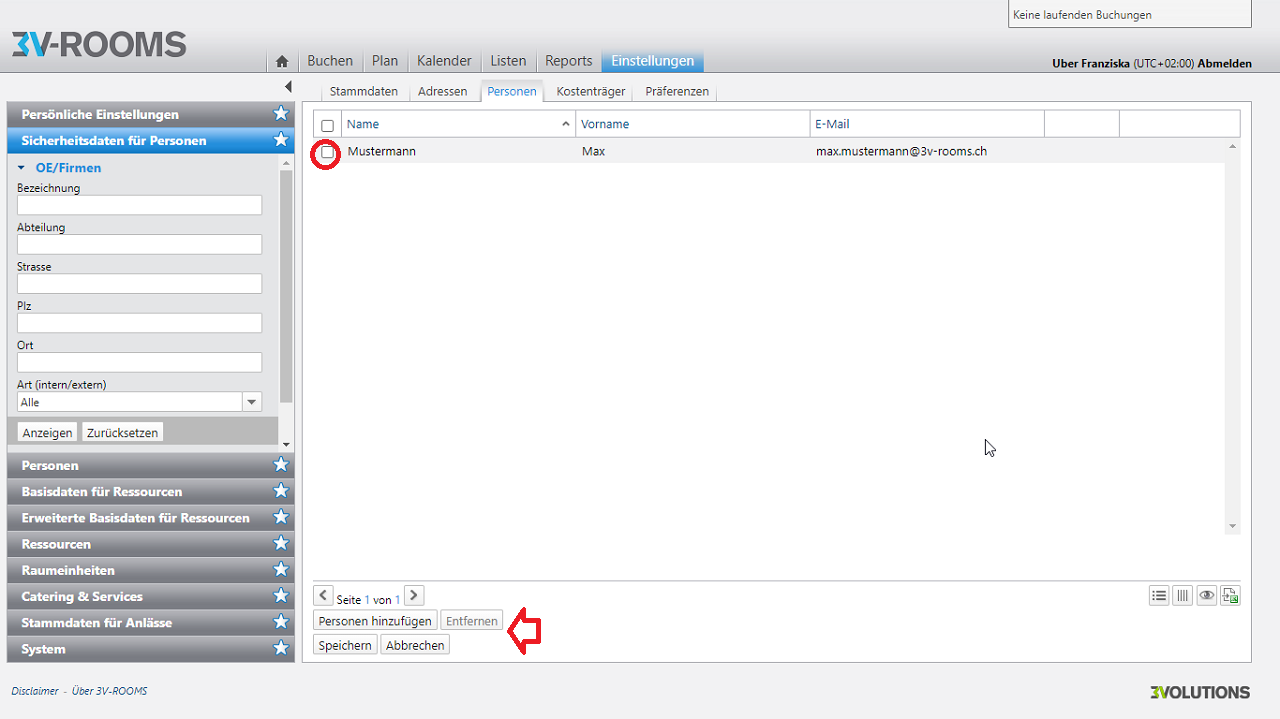 Keine laufenden Buchungen
3V-ROOMS
Buchen Plan Kalender Listen Reports Einstellungen
Uber Franziska (UTC+02:00) Abmelden
Stammdaten Adressen Personen Kostenträger Präferenzen
Persönliche Einstellungen
Sicherheitsdaten für Personen
OE/Firmen
Bezeichnung
Abteilung
Strasse
Plz
Ort
Art (intern/extern)
Alle
Anzeigen Zurücksetzen
Personen
Basisdaten für Ressourcen
Erweiterte Basisdaten für Ressourcen
Ressourcen
Raumeinheiten
Catering & Services
Stammdaten für Anlässe
System
Name Vorname E-Mail
Mustermann Max max.mustermann@3v-rooms.ch
Seite 1 von 1
Personen hinzufügen Entfernen
Speichern Abbrechen
Disclaimer - Über 3V-ROOMS
3VOLUTIONS